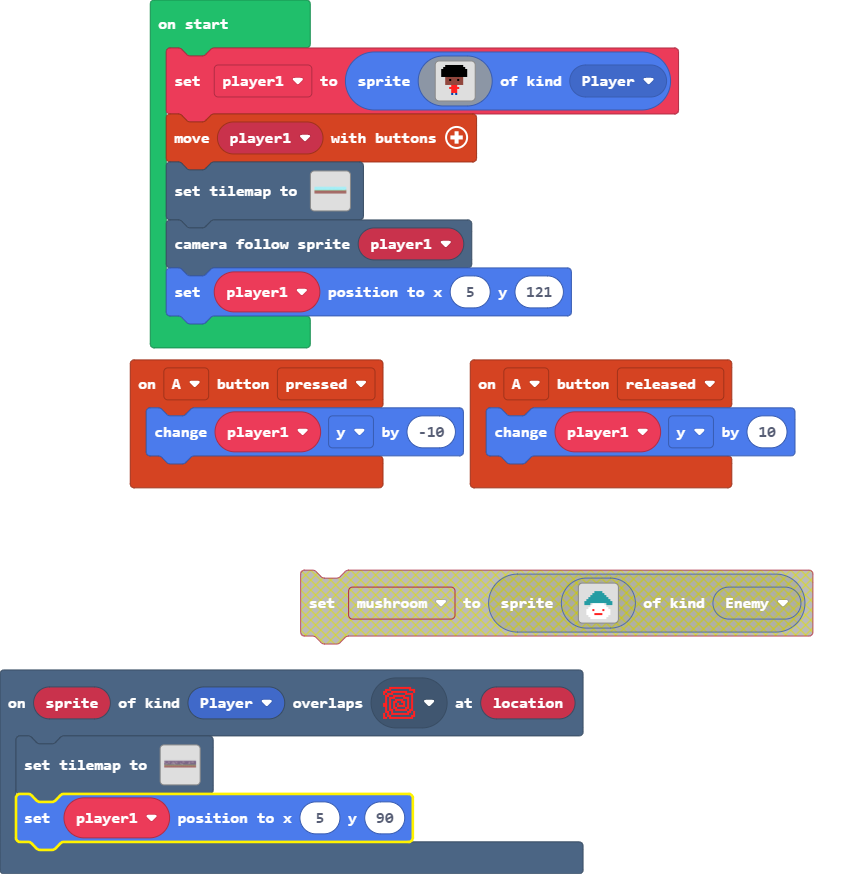 on start
set player1 to sprite of kind Player
move player1 with buttons
set tilemap to
camera follow sprite player1
set player1 position to x 5 y 121
on A button pressed
change player1 y by -10
on A button released
change player1 y by 10
set mushroom to sprite of kind Enemy
on sprite of kind Player overlaps at location
set tilemap to
set player1 position to x 5 y 90